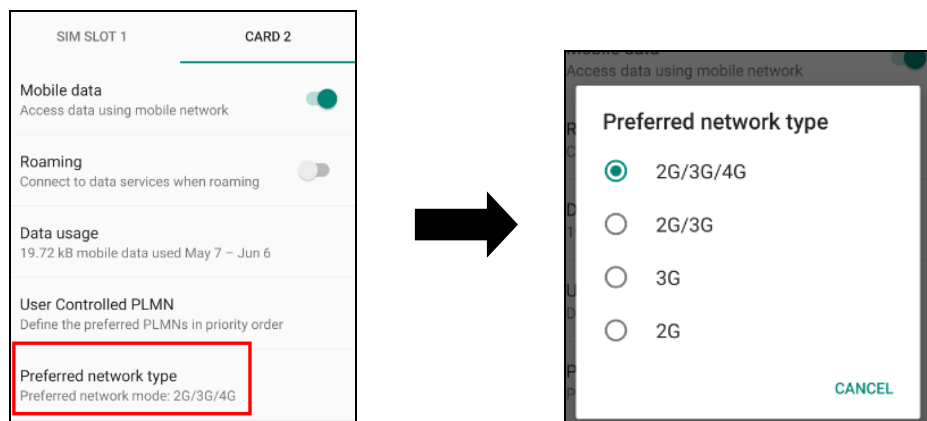 SIM SLOT 1
CARD 2
Mobile data
Access data using mobile network
Roaming
Connect to data services when roaming
Data usage
19.72 kB mobile data used May 7 – Jun 6
User Controlled PLMN
Define the preferred PLMNs in priority order
Preferred network type
Preferred network mode: 2G/3G/4G
Access data using mobile network
Preferred network type
2G/3G/4G
2G/3G
3G
2G
CANCEL